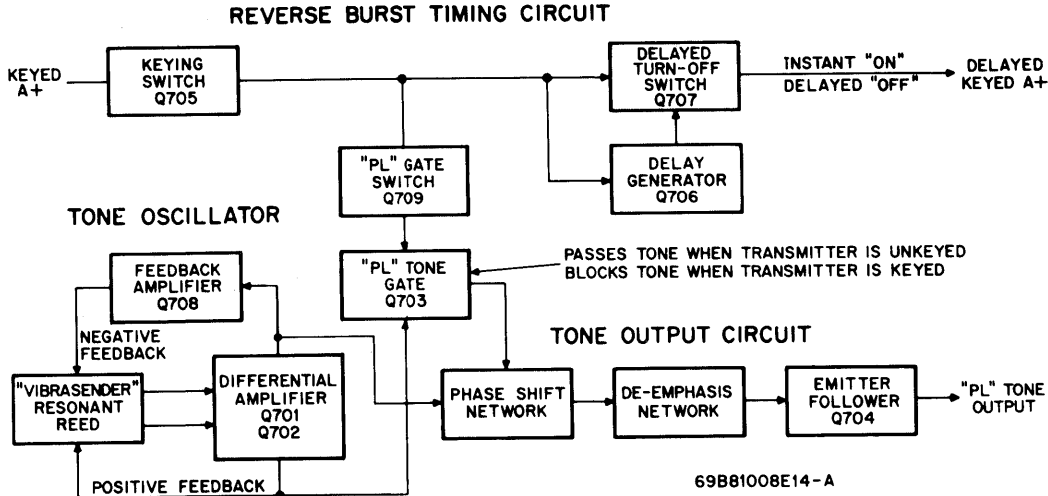 REVERSE BURST TIMING CIRCUIT
KEYED
A+
KEYING
SWITCH
Q705
DELAYED
TURN-OFF
SWITCH
Q707
INSTANT "ON"
DELAYED "OFF"
DELAYED
KEYED A+
"PL" GATE
SWITCH
Q709
DELAY
GENERATOR
Q706
TONE OSCILLATOR
FEEDBACK
AMPLIFIER
Q708
"PL" TONE
GATE
Q703
PASSES TONE WHEN TRANSMITTER IS UNKEYED
BLOCKS TONE WHEN TRANSMITTER IS KEYED
NEGATIVE
FEEDBACK
TONE OUTPUT CIRCUIT
"VIBRASENDER"
RESONANT
REED
DIFFERENTIAL
AMPLIFIER
Q701
Q702
PHASE SHIFT
NETWORK
DE-EMPHASIS
NETWORK
EMITTER
FOLLOWER
Q704
"PL" TONE
OUTPUT
POSITIVE FEEDBACK
69B81008E14-A